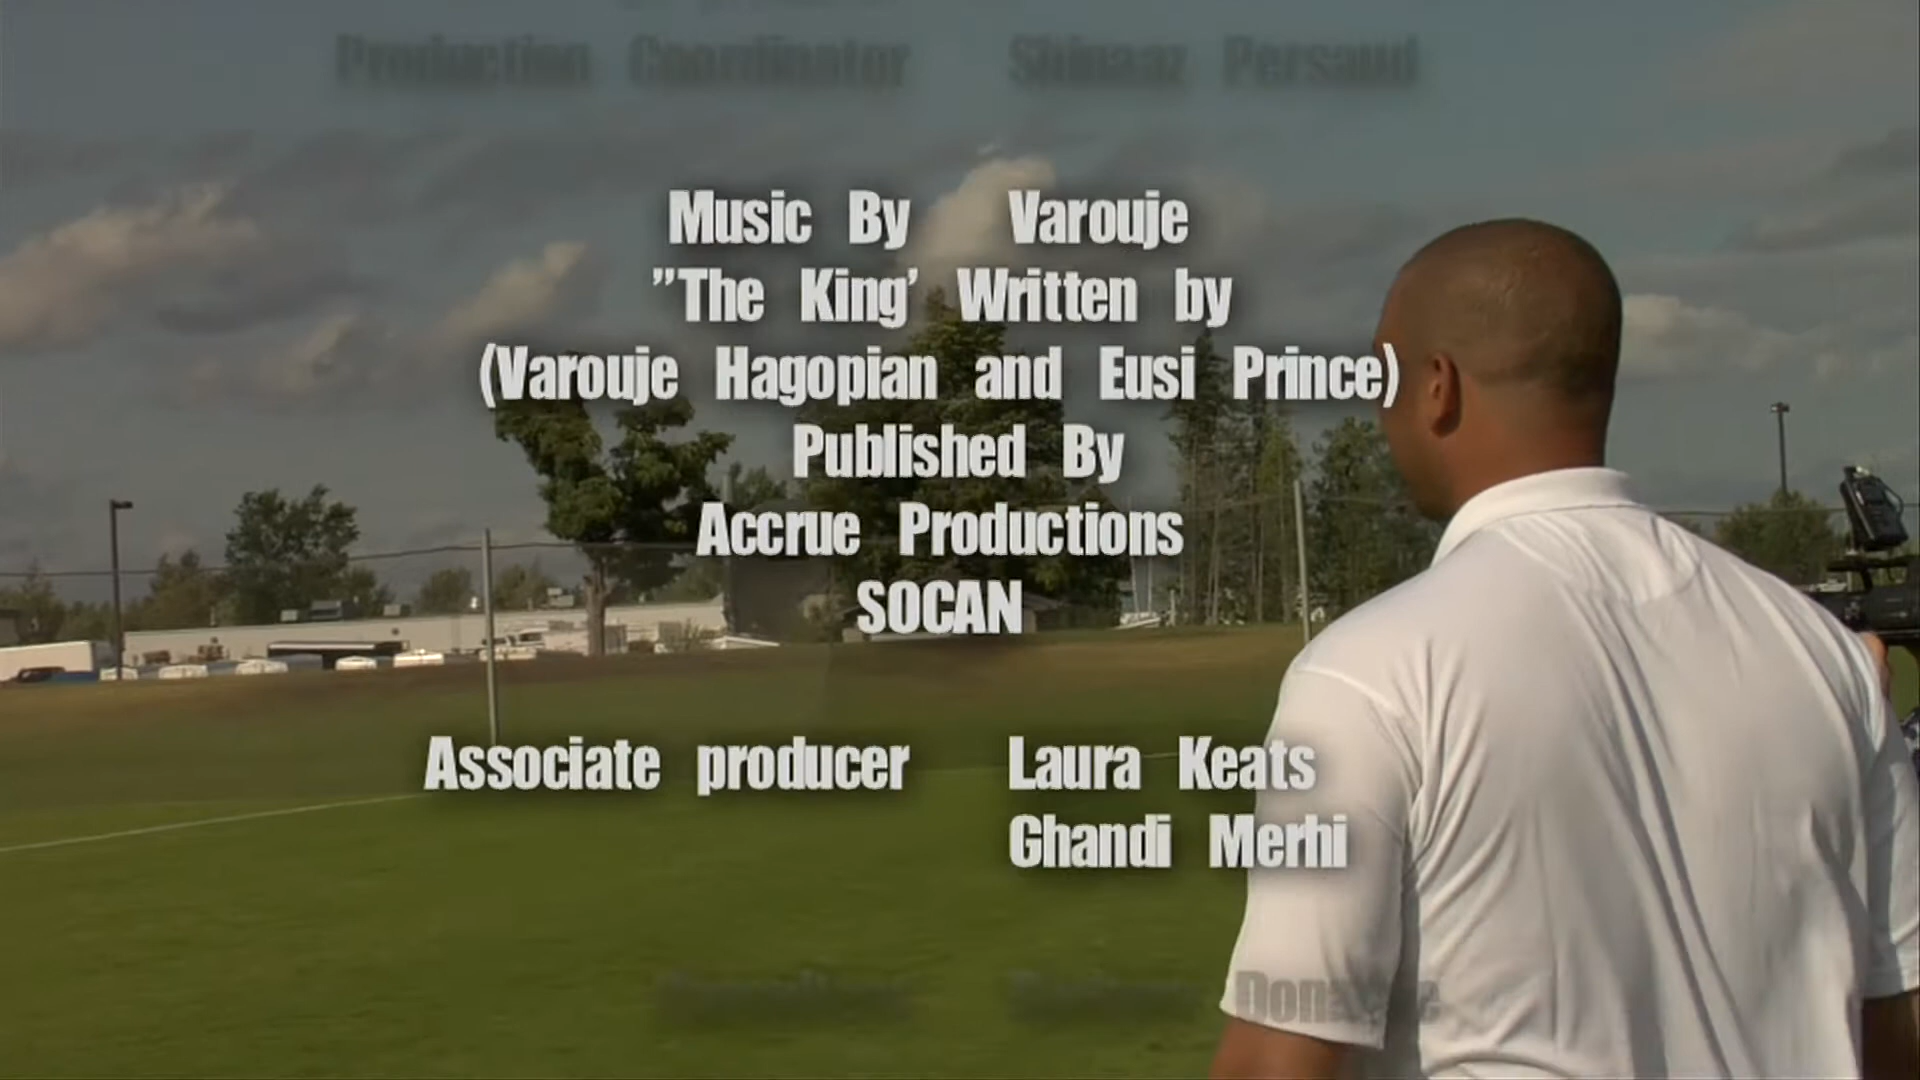 Production Coordinator Shinaaz Persaud
Music By Varouje
"The King' Written by
(Varouje Hagopian and Eusi Prince)
Published By
Accrue Productions
SOCAN
Associate producer Laura Keats
Ghandi Merhi